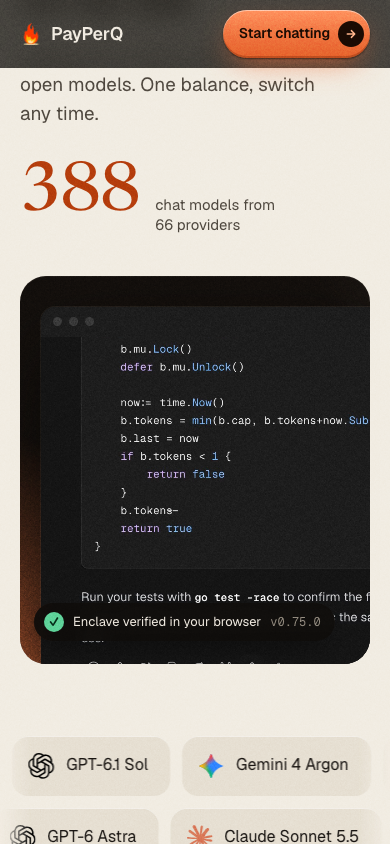 PayPerQ
Start chatting
open models. One balance, switch
any time.
388
chat models from
66 providers
b.mu.Lock()
defer b.mu.Unlock()
now:= time.Now()
b.tokens = min(b.cap, b.tokens+now.Sub
b.last = now
if b.tokens < 1 {
return false
}
b.tokens—
return true
}
Run your tests with go test -race to confirm the
the sa
Enclave verified in your browser v0.75.0
GPT-6.1 Sol
Gemini 4 Argon
GPT-6 Astra
Claude Sonnet 5.5